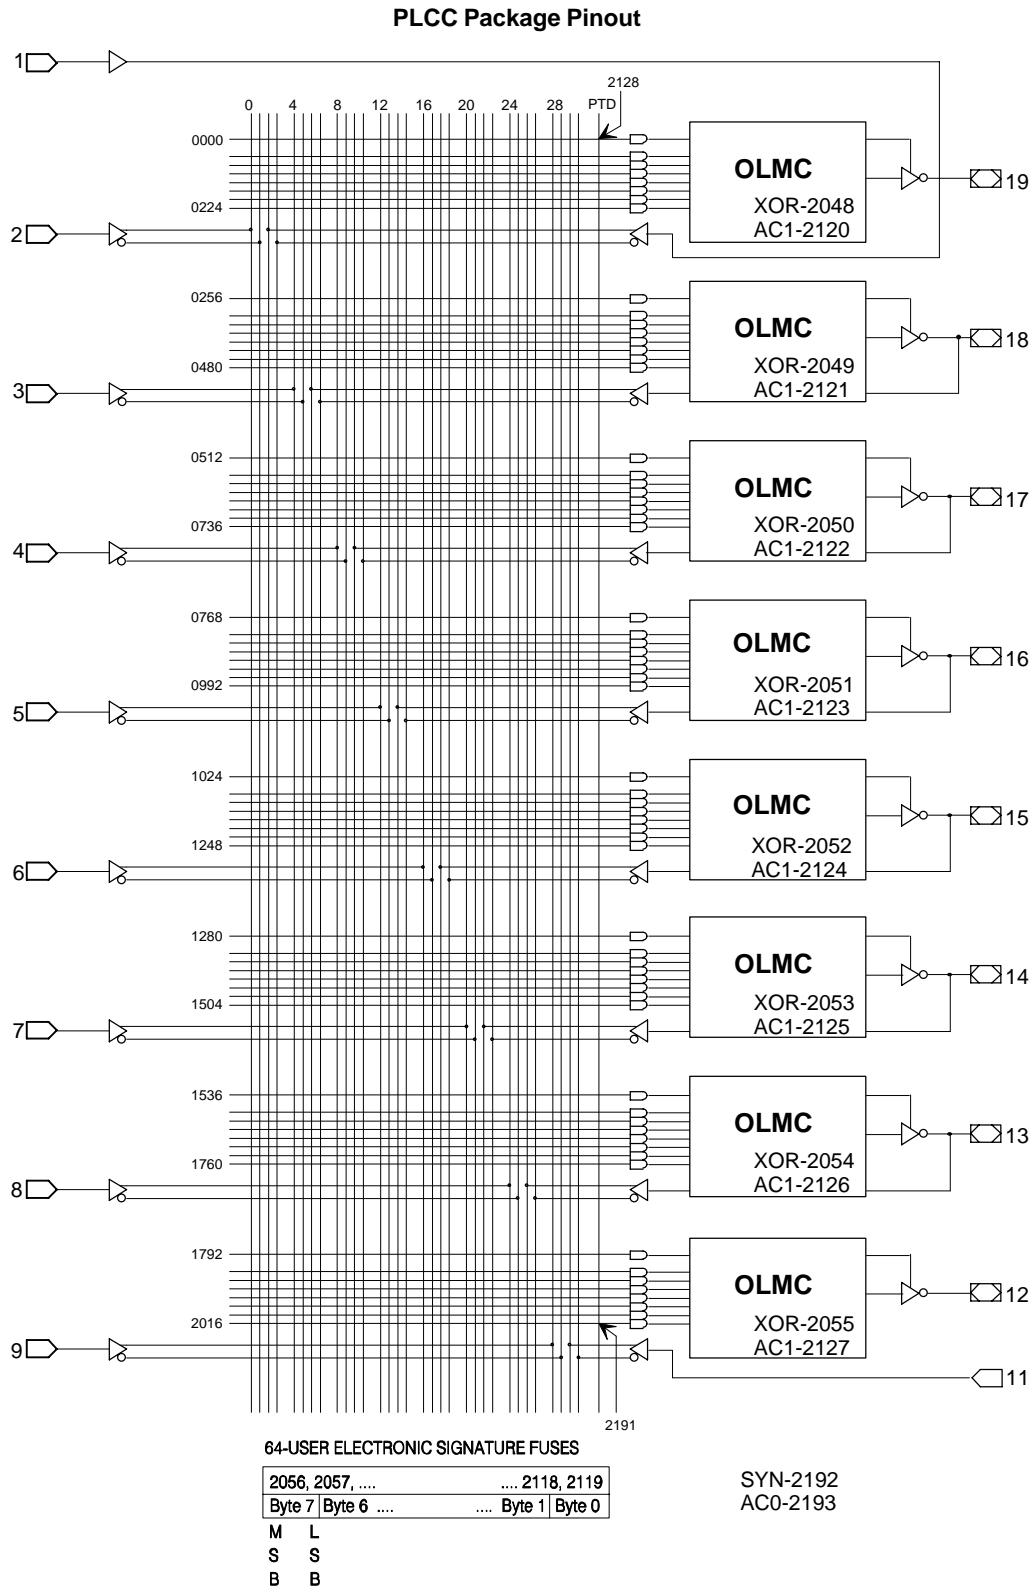 PLCC Package Pinout
1
2128
0 4 8 12 16 20 24 28 PTD
0000
OLMC
19
XOR-2048
0224
AC1-2120
2
0256
OLMC
18
XOR-2049
0480
AC1-2121
3
0512
OLMC
17
XOR-2050
0736
AC1-2122
4
0768
OLMC
16
XOR-2051
0992
AC1-2123
5
1024
OLMC
15
XOR-2052
1248
AC1-2124
6
1280
OLMC
14
XOR-2053
1504
AC1-2125
7
1536
OLMC
13
XOR-2054
1760
AC1-2126
8
1792
OLMC
12
XOR-2055
2016
AC1-2127
9
11
2191
64-USER ELECTRONIC SIGNATURE FUSES
2056, 2057, .... .... 2118, 2119
Byte 7 Byte 6 .... .... Byte 1 Byte 0
M L
S S
B B
SYN-2192
AC0-2193